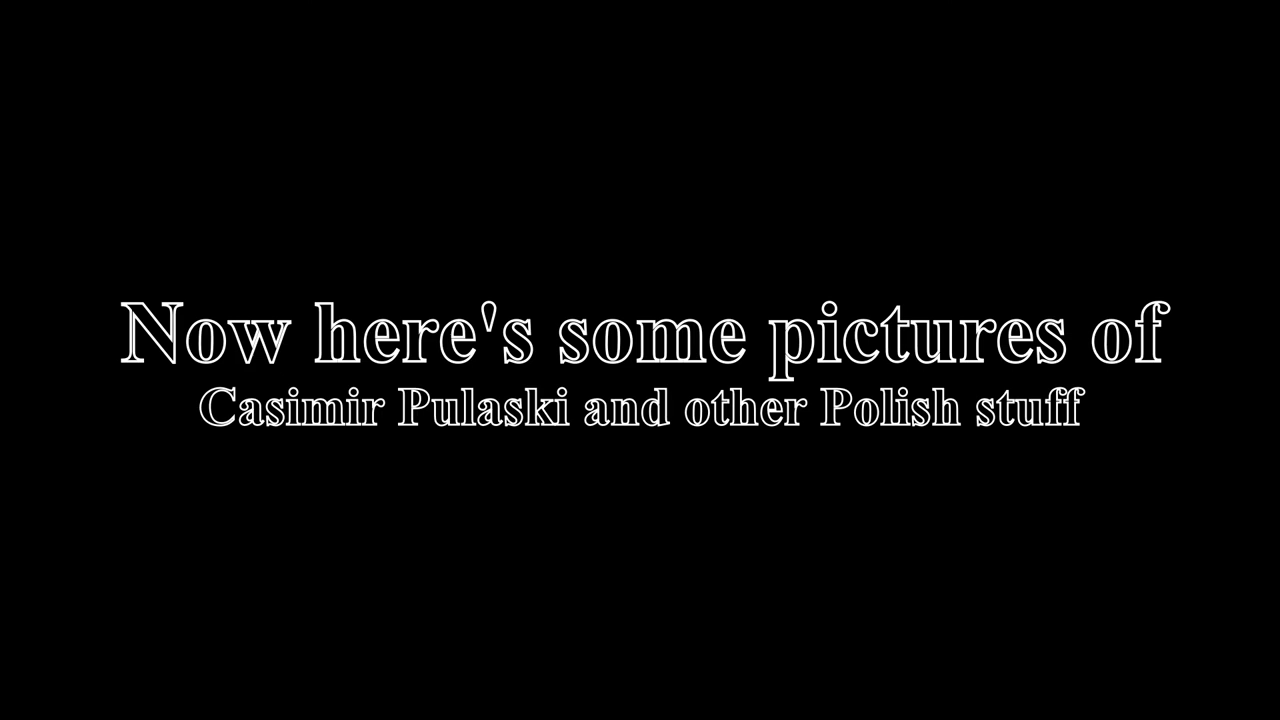 Now here's some pictures of
Casimir Pulaski and other Polish stuff